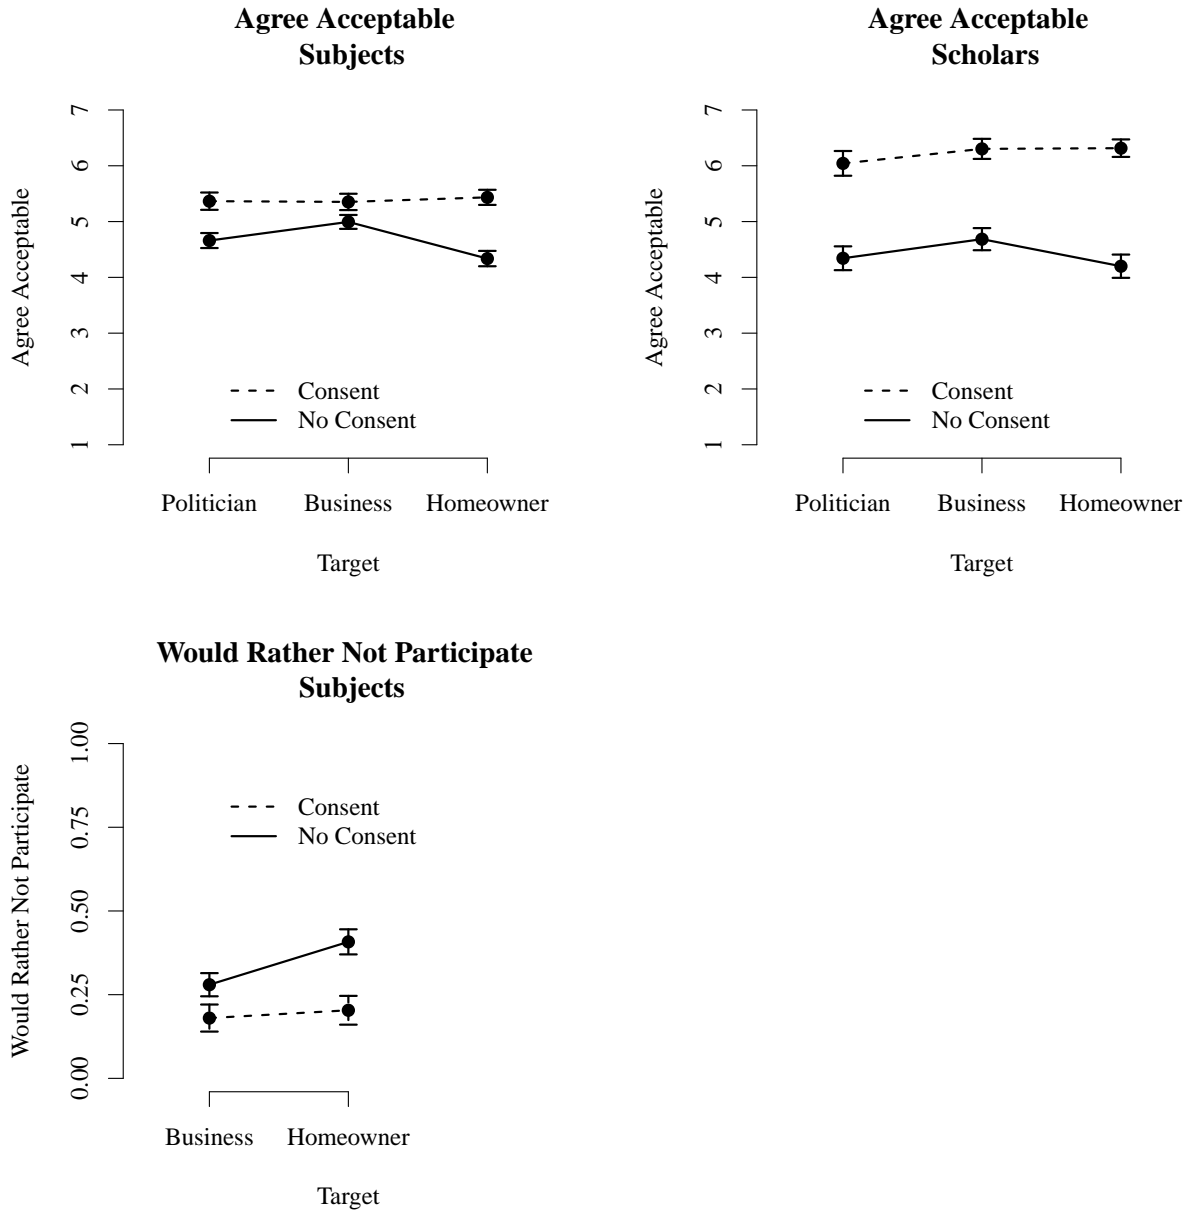 Agree Acceptable
Subjects
Agree Acceptable
1 2 3 4 5 6 7
Consent
No Consent
Politician Business Homeowner
Target
Agree Acceptable
Scholars
Agree Acceptable
1 2 3 4 5 6 7
Consent
No Consent
Politician Business Homeowner
Target
Would Rather Not Participate
Subjects
Would Rather Not Participate
0.00 0.25 0.50 0.75 1.00
Consent
No Consent
Business Homeowner
Target